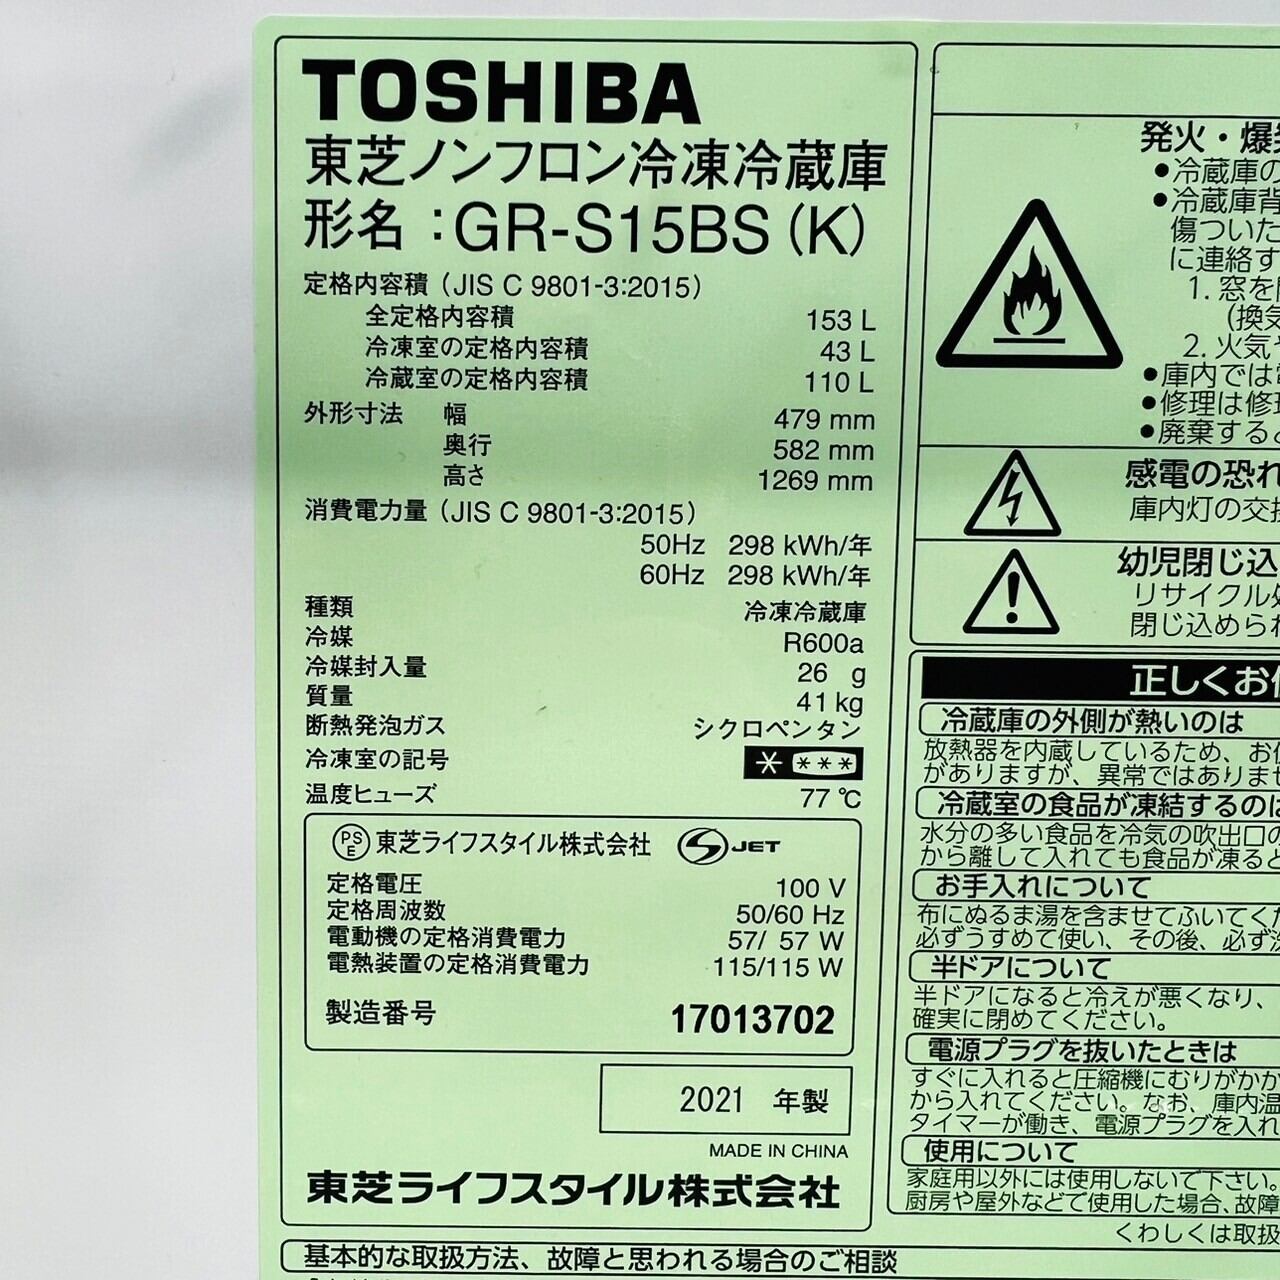 TOSHIBA
東芝ノンフロン冷凍冷蔵庫
形名：GR-S15BS(K)
定格内容積（JIS C 9801-3:2015）
全定格内容積 153 L
冷凍室の定格内容積 43 L
冷蔵室の定格内容積 110 L
外形寸法 幅 479 mm
奥行 582 mm
高さ 1269 mm
消費電力量（JIS C 9801-3:2015）
50Hz 298 kWh/年
60Hz 298 kWh/年
種類 冷凍冷蔵庫
冷媒 R600a
冷媒封入量 26 g
質量 41 kg
断熱発泡ガス シクロペンタン
冷凍室の記号 * ***
温度ヒューズ 77 ℃
PSE 東芝ライフスタイル株式会社 S JET
定格電圧 100 V
定格周波数 50/60 Hz
電動機の定格消費電力 57/ 57 W
電熱装置の定格消費電力 115/115 W
製造番号 17013702
2021 年製
MADE IN CHINA
東芝ライフスタイル株式会社
発火・爆
●冷蔵庫の
●冷蔵庫背
傷ついた
に連絡す
1. 窓を
(換気
2. 火気
●庫内では
●修理は修
●廃棄する
感電の恐れ
庫内灯の交
幼児閉じ込
リサイクル
閉じ込められ
正しくお
冷蔵庫の外側が熱いのは
放熱器を内蔵しているため、お
がありますが、異常ではありませ
冷蔵室の食品が凍結するのは
水分の多い食品を冷気の吹出口の
から離して入れても食品が凍ると
お手入れについて
布にぬるま湯を含ませてふいてくだ
必ずうすめて使い、その後、必ず
半ドアについて
半ドアになると冷えが悪くなり、
確実に閉めてください。
電源プラグを抜いたときは
すぐに入れると圧縮機にむりがかか
から入れてください。なお、庫内温
タイマーが働き、電源プラグを入れ
使用について
家庭用以外には使用しないで下さい。
厨房や屋外などで使用した場合、故障
くわしくは取扱
基本的な取扱方法、故障と思われる場合のご相談